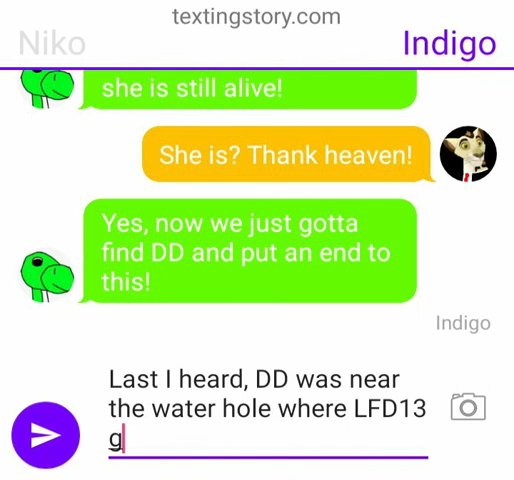 textingstory.com
Niko
Indigo
she is still alive!
She is? Thank heaven!
Yes, now we just gotta
find DD and put an end to
this!
Indigo
Last I heard, DD was near
the water hole where LFD13
g